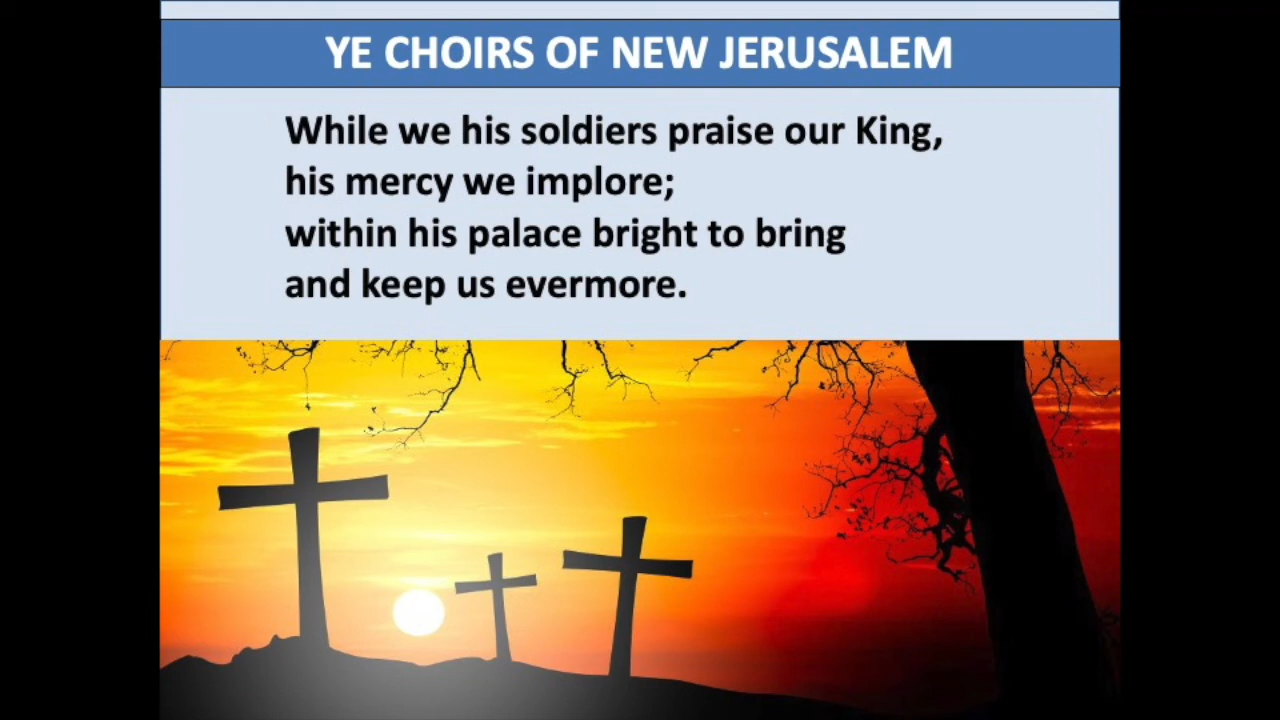 YE CHOIRS OF NEW JERUSALEM
While we his soldiers praise our King,
his mercy we implore;
within his palace bright to bring
and keep us evermore.